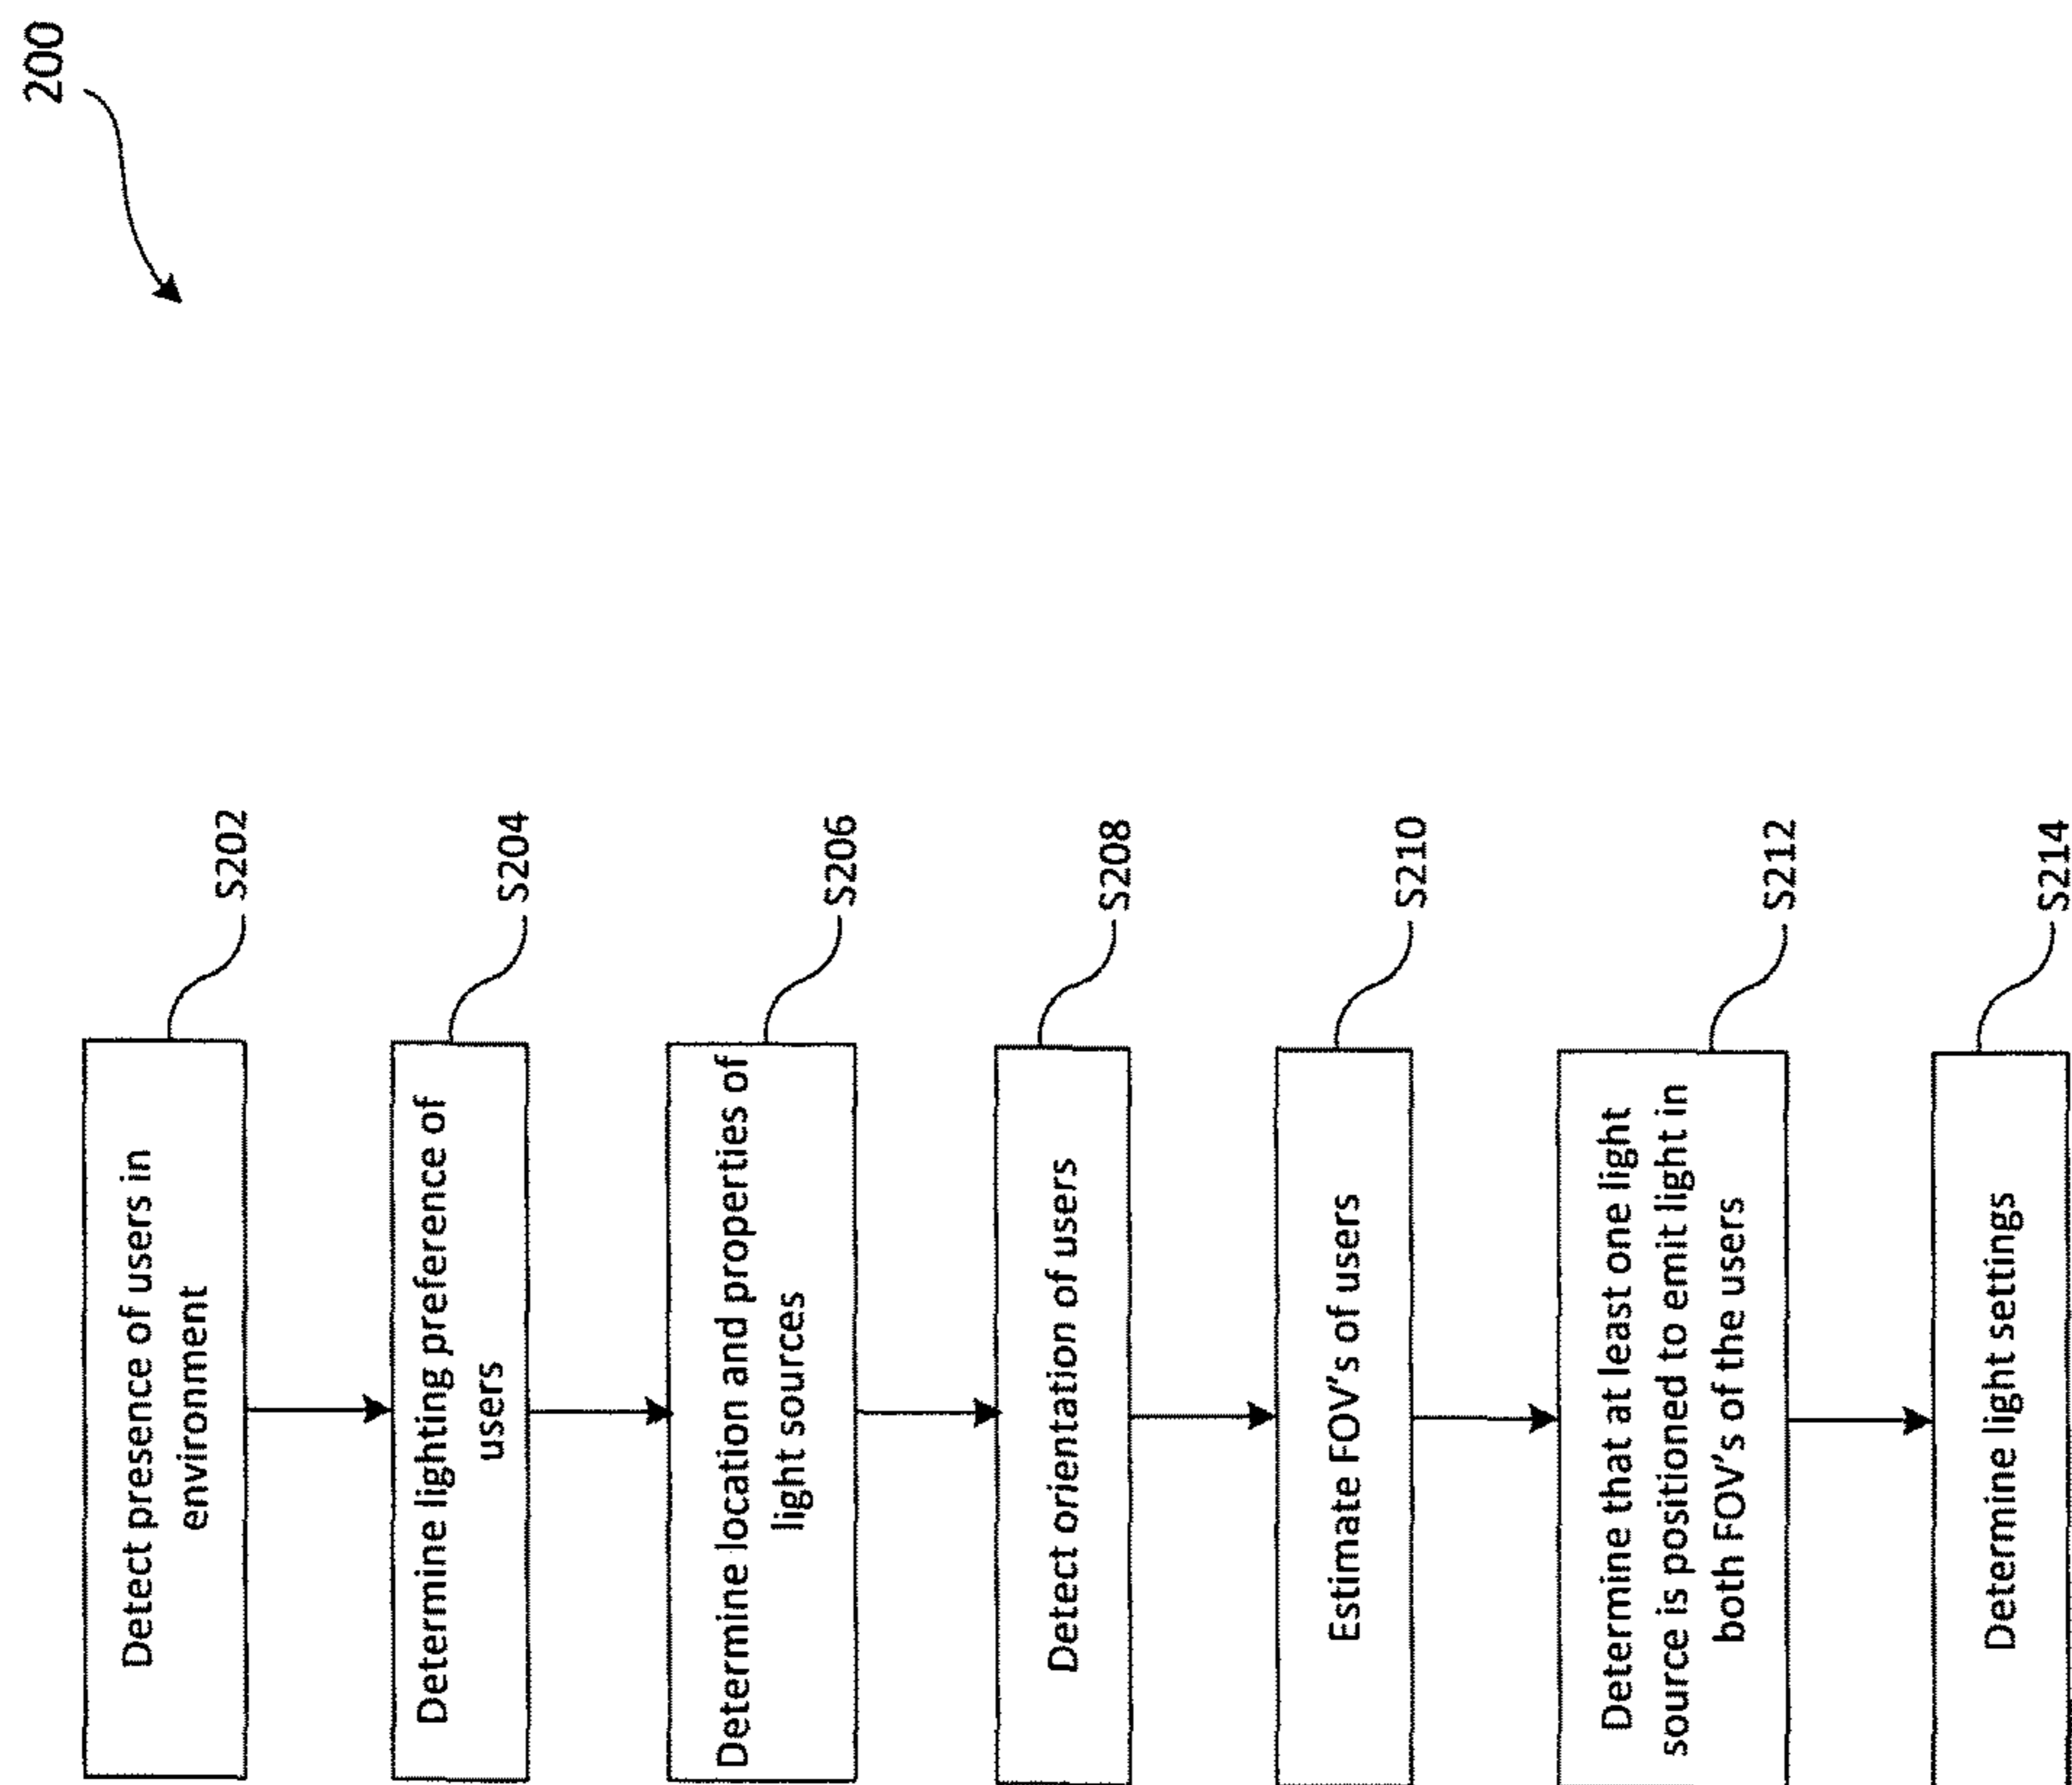 200
Detect presence of users in
environment
S202
Determine lighting preference of
users
S204
Determine location and properties of
light sources
S206
Detect orientation of users
S208
Estimate FOV's of users
S210
Determine that at least one light
source is positioned to emit light in
both FOV's of the users
S212
Determine light settings
S214